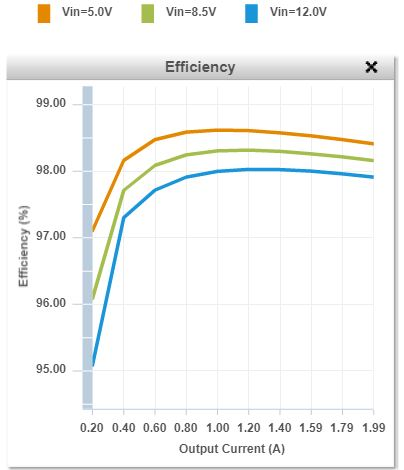 Vin=5.0V Vin=8.5V Vin=12.0V
Efficiency
99.00
98.00
97.00
96.00
95.00
Efficiency (%)
0.20 0.40 0.60 0.80 1.00 1.20 1.40 1.59 1.79 1.99
Output Current (A)